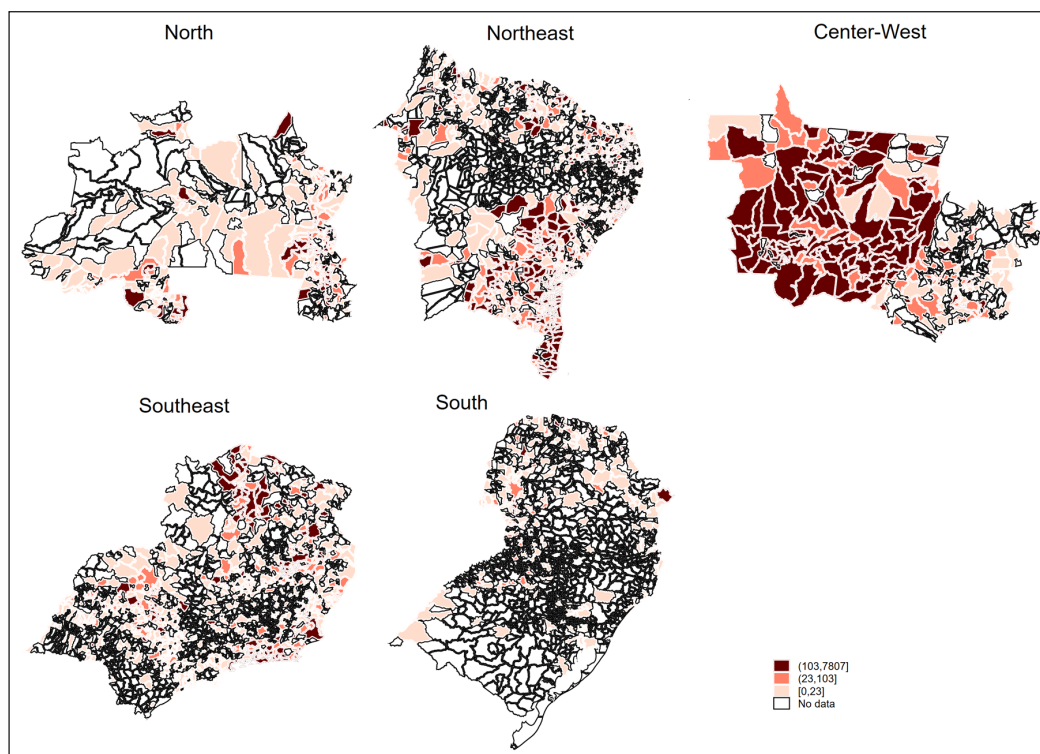 North
Northeast
Center-West
Southeast
South
(103,7807]
(23,103]
[0,23]
No data